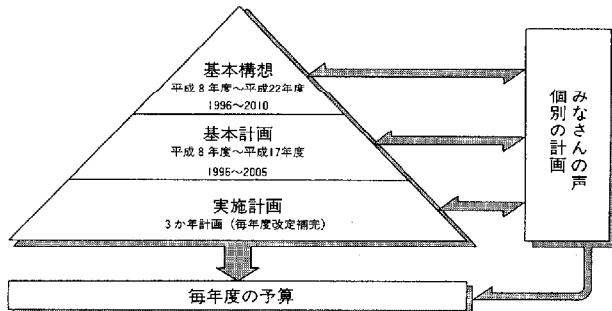 基本構想
平成8年度～平成22年度
1996～2010
基本計画
平成8年度～平成17年度
1996～2005
実施計画
3か年計画（毎年度改定補完）
毎年度の予算
みなさんの声
個別の計画